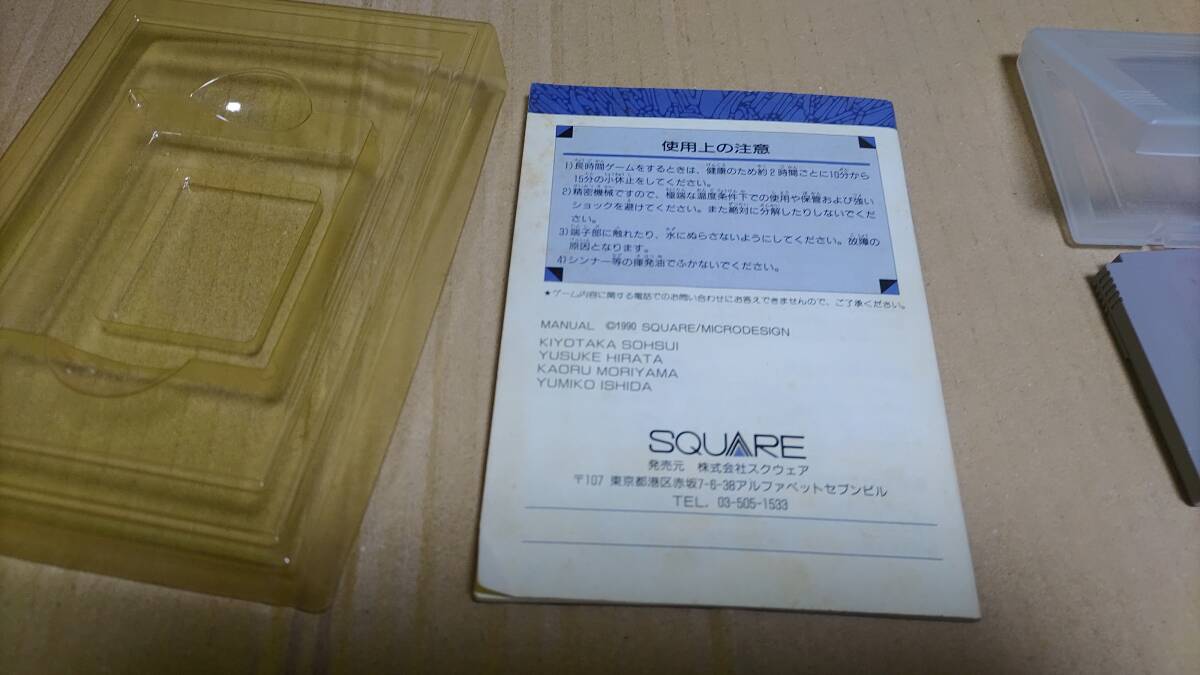 使用上の注意
1)長時間ゲームをするときは、健康のため約2時間ごとに10分から
15分の小休止をしてください。
2)精密機械ですので、極端な温度条件下での使用や保管および強い
ショックを避けてください。また絶対に分解したりしないでくだ
さい。
3)端子部に触れたり、水にぬらさないようにしてください。故障の
原因となります。
4)シンナー等の揮発油でふかないでください。
★ゲーム内容に関する電話でのお問い合わせにお答えできませんので、ご了承ください。
MANUAL ©1990 SQUARE/MICRODESIGN
KIYOTAKA SOHSUI
YUSUKE HIRATA
KAORU MORIYAMA
YUMIKO ISHIDA
SQUARE
発売元 株式会社スクウェア
〒107 東京都港区赤坂7-6-38アルファベットセブンビル
TEL. 03-505-1533